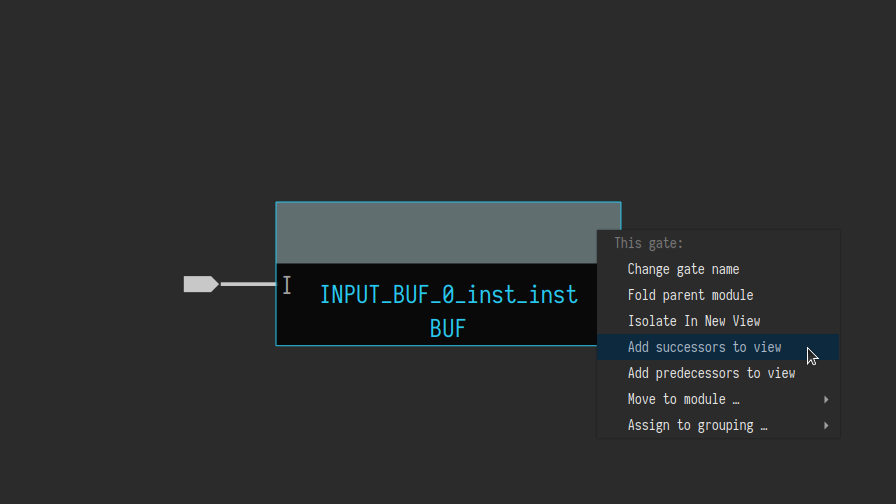 I
INPUT_BUF_0_inst_inst
BUF
This gate:
Change gate name
Fold parent module
Isolate In New View
Add successors to view
Add predecessors to view
Move to module …
Assign to grouping …